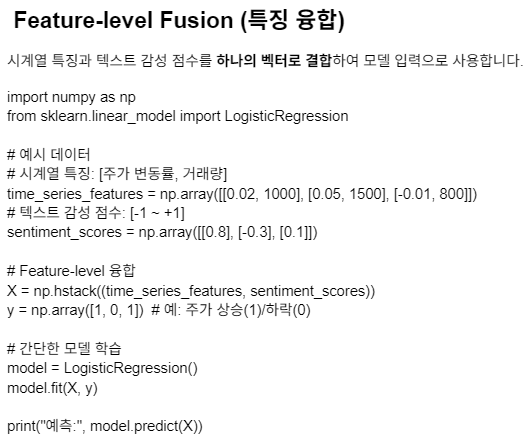 Feature-level Fusion (특징 융합)
시계열 특징과 텍스트 감성 점수를 하나의 벡터로 결합하여 모델 입력으로 사용합니다.
import numpy as np
from sklearn.linear_model import LogisticRegression
# 예시 데이터
# 시계열 특징: [주가 변동률, 거래량]
time_series_features = np.array([[0.02, 1000], [0.05, 1500], [-0.01, 800]])
# 텍스트 감성 점수: [-1 ~ +1]
sentiment_scores = np.array([[0.8], [-0.3], [0.1]])
# Feature-level 융합
X = np.hstack((time_series_features, sentiment_scores))
y = np.array([1, 0, 1])  # 예: 주가 상승(1)/하락(0)
# 간단한 모델 학습
model = LogisticRegression()
model.fit(X, y)
print("예측:", model.predict(X))